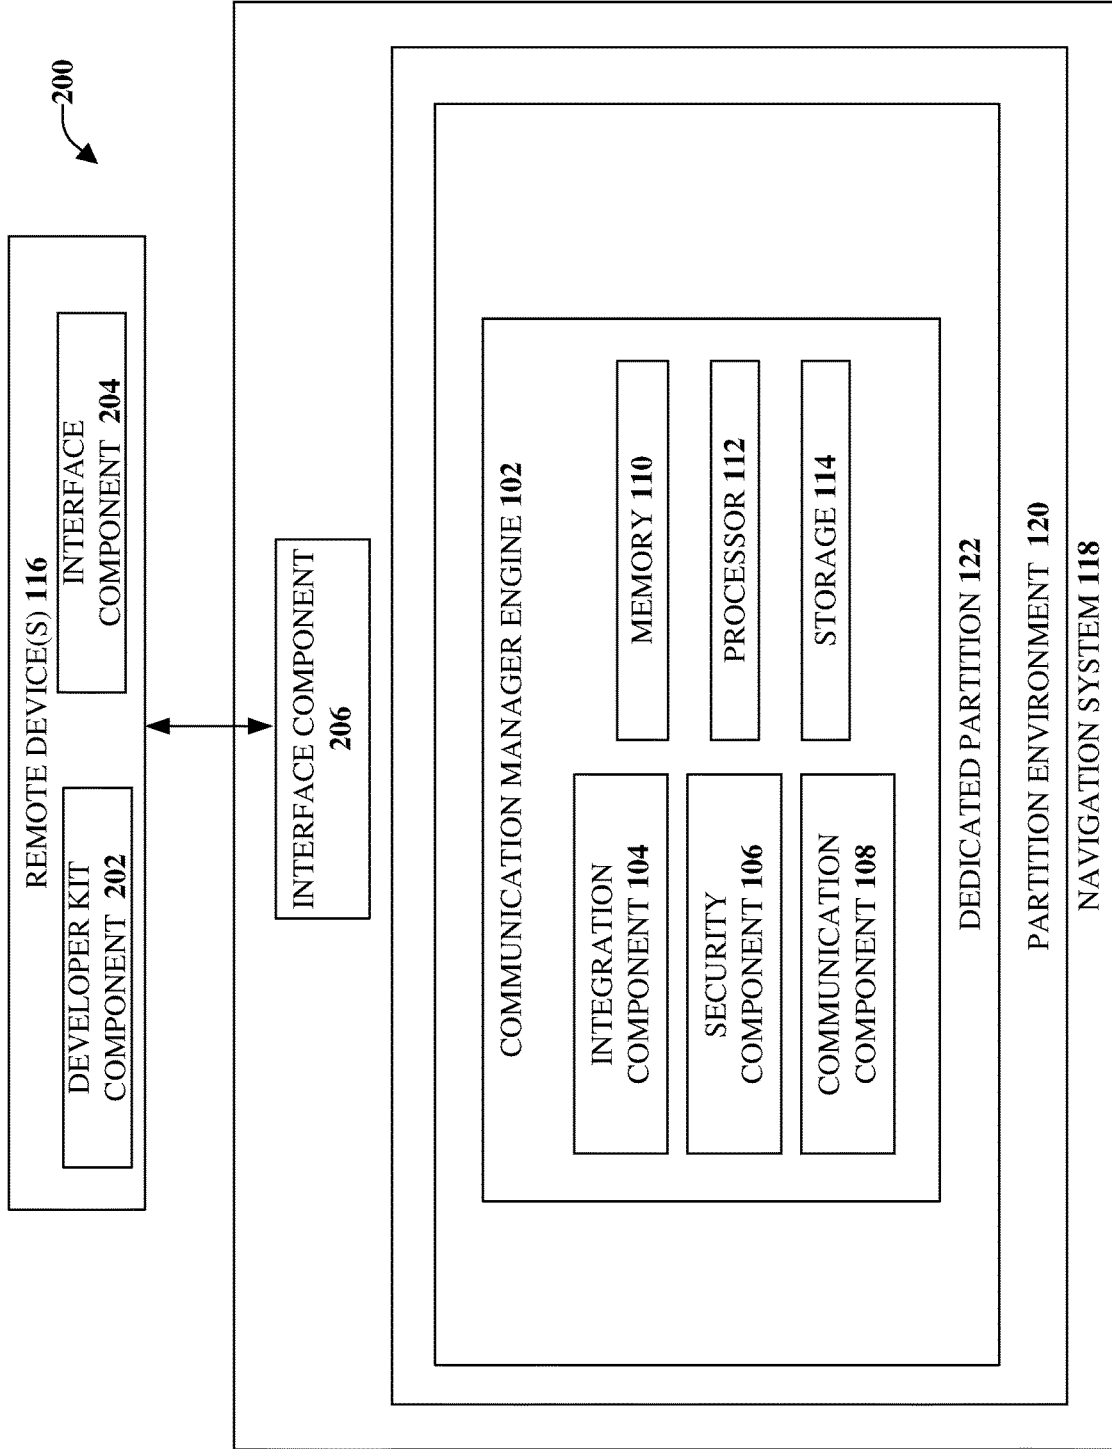 200
REMOTE DEVICE(S) 116
DEVELOPER KIT
COMPONENT 202
INTERFACE
COMPONENT 204
INTERFACE COMPONENT
206
COMMUNICATION MANAGER ENGINE 102
INTEGRATION
COMPONENT 104
SECURITY
COMPONENT 106
COMMUNICATION
COMPONENT 108
MEMORY 110
PROCESSOR 112
STORAGE 114
DEDICATED PARTITION 122
PARTITION ENVIRONMENT 120
NAVIGATION SYSTEM 118